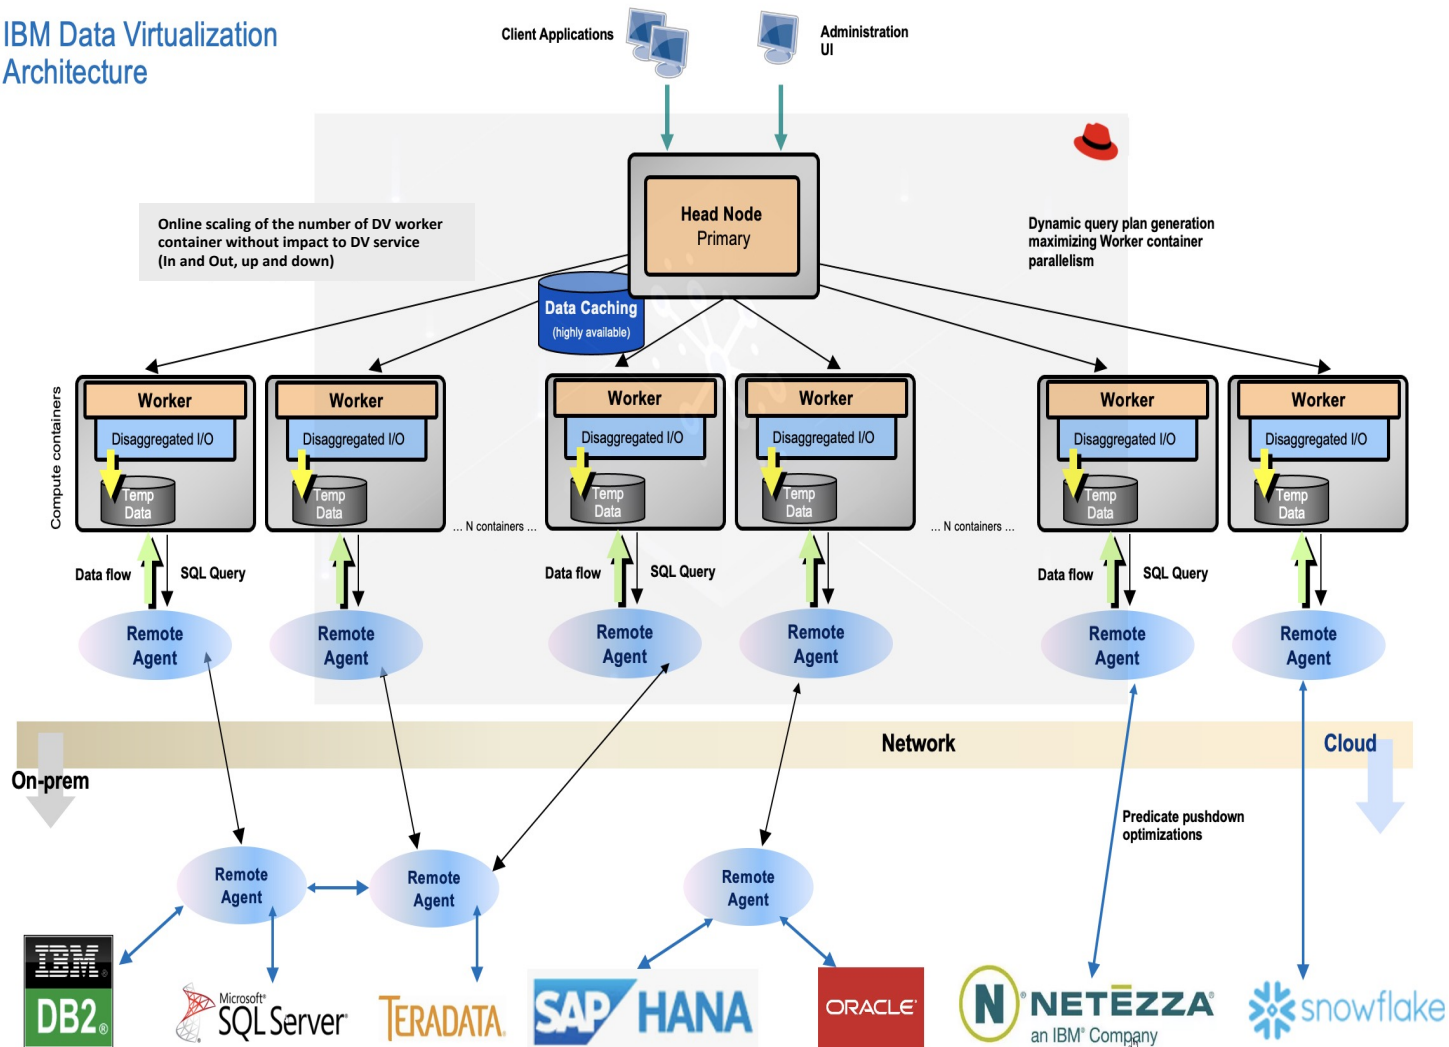 IBM Data Virtualization
Architecture
Client Applications
Administration
UI
Head Node
Primary
Online scaling of the number of DV worker
container without impact to DV service
(In and Out, up and down)
Dynamic query plan generation
maximizing Worker container
parallelism
Data Caching
(highly available)
Compute containers
Worker
Disaggregated I/O
Temp
Data
Worker
Disaggregated I/O
Temp
Data
... N containers ...
Worker
Disaggregated I/O
Temp
Data
Worker
Disaggregated I/O
Temp
Data
... N containers ...
Worker
Disaggregated I/O
Temp
Data
Worker
Disaggregated I/O
Temp
Data
Data flow
SQL Query
Data flow
SQL Query
Data flow
SQL Query
Remote
Agent
Remote
Agent
Remote
Agent
Remote
Agent
Remote
Agent
Remote
Agent
Network
Cloud
On-prem
Predicate pushdown
optimizations
Remote
Agent
Remote
Agent
Remote
Agent
IBM®
DB2®
Microsoft®
SQL Server®
TERADATA®
SAP HANA
ORACLE®
N® NETEZZA®
an IBM® Company
snowflake